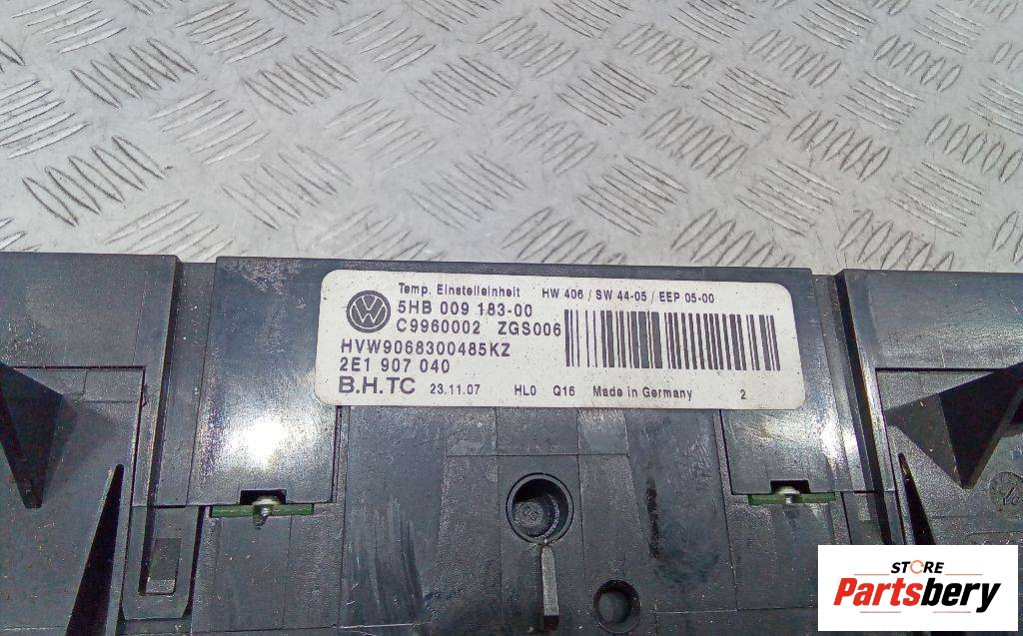 Temp. Einstelleinheit HW 406 / SW 44-05 / EEP 05-00
5HB 009 183-00
C9960002 ZGS006
HVW9068300485KZ
2E1 907 040
B.H.TC 23.11.07 HL0 Q16 Made in Germany 2
STORE
Partsbery